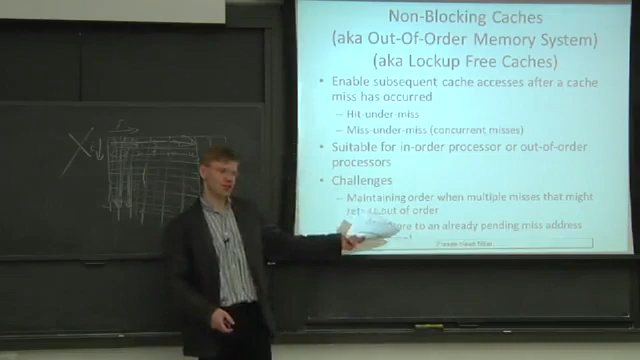 Non-Blocking Caches
(aka Out-Of-Order Memory System)
(aka Lockup Free Caches)
• Enable subsequent cache accesses after a cache
miss has occurred
– Hit-under-miss
– Miss-under-miss (concurrent misses)
• Suitable for in-order processor or out-of-order
processors
• Challenges
– Maintaining order when multiple misses that might
out of order
to an already pending miss address